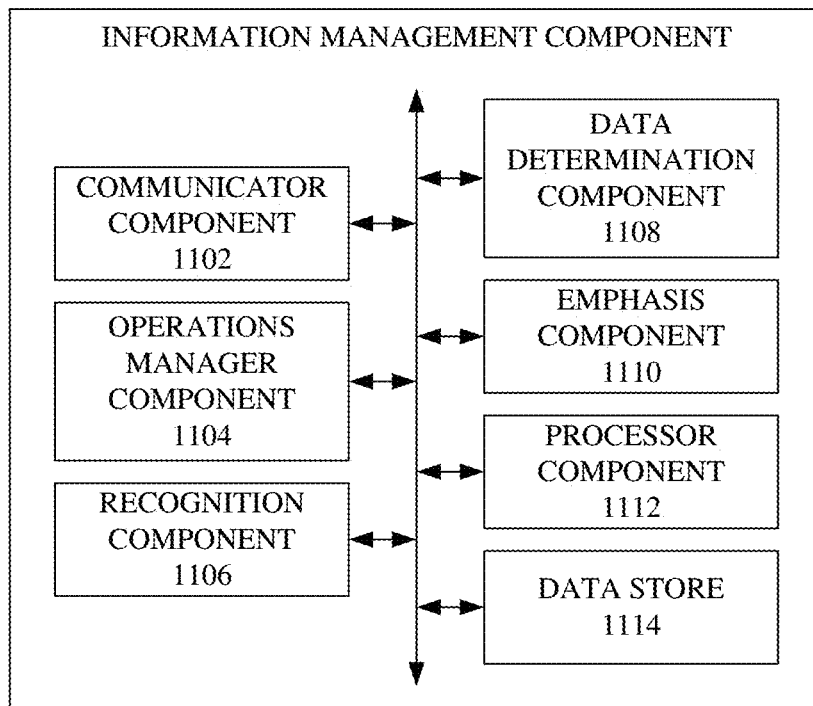 INFORMATION MANAGEMENT COMPONENT
COMMUNICATOR
COMPONENT
1102
OPERATIONS
MANAGER
COMPONENT
1104
RECOGNITION
COMPONENT
1106
DATA
DETERMINATION
COMPONENT
1108
EMPHASIS
COMPONENT
1110
PROCESSOR
COMPONENT
1112
DATA STORE
1114